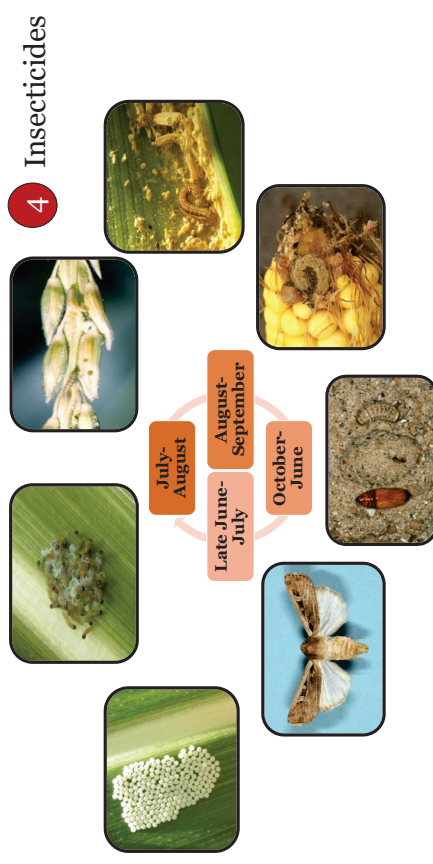 4 Insecticides
July-
August
August-
September
October-
June
Late June-
July